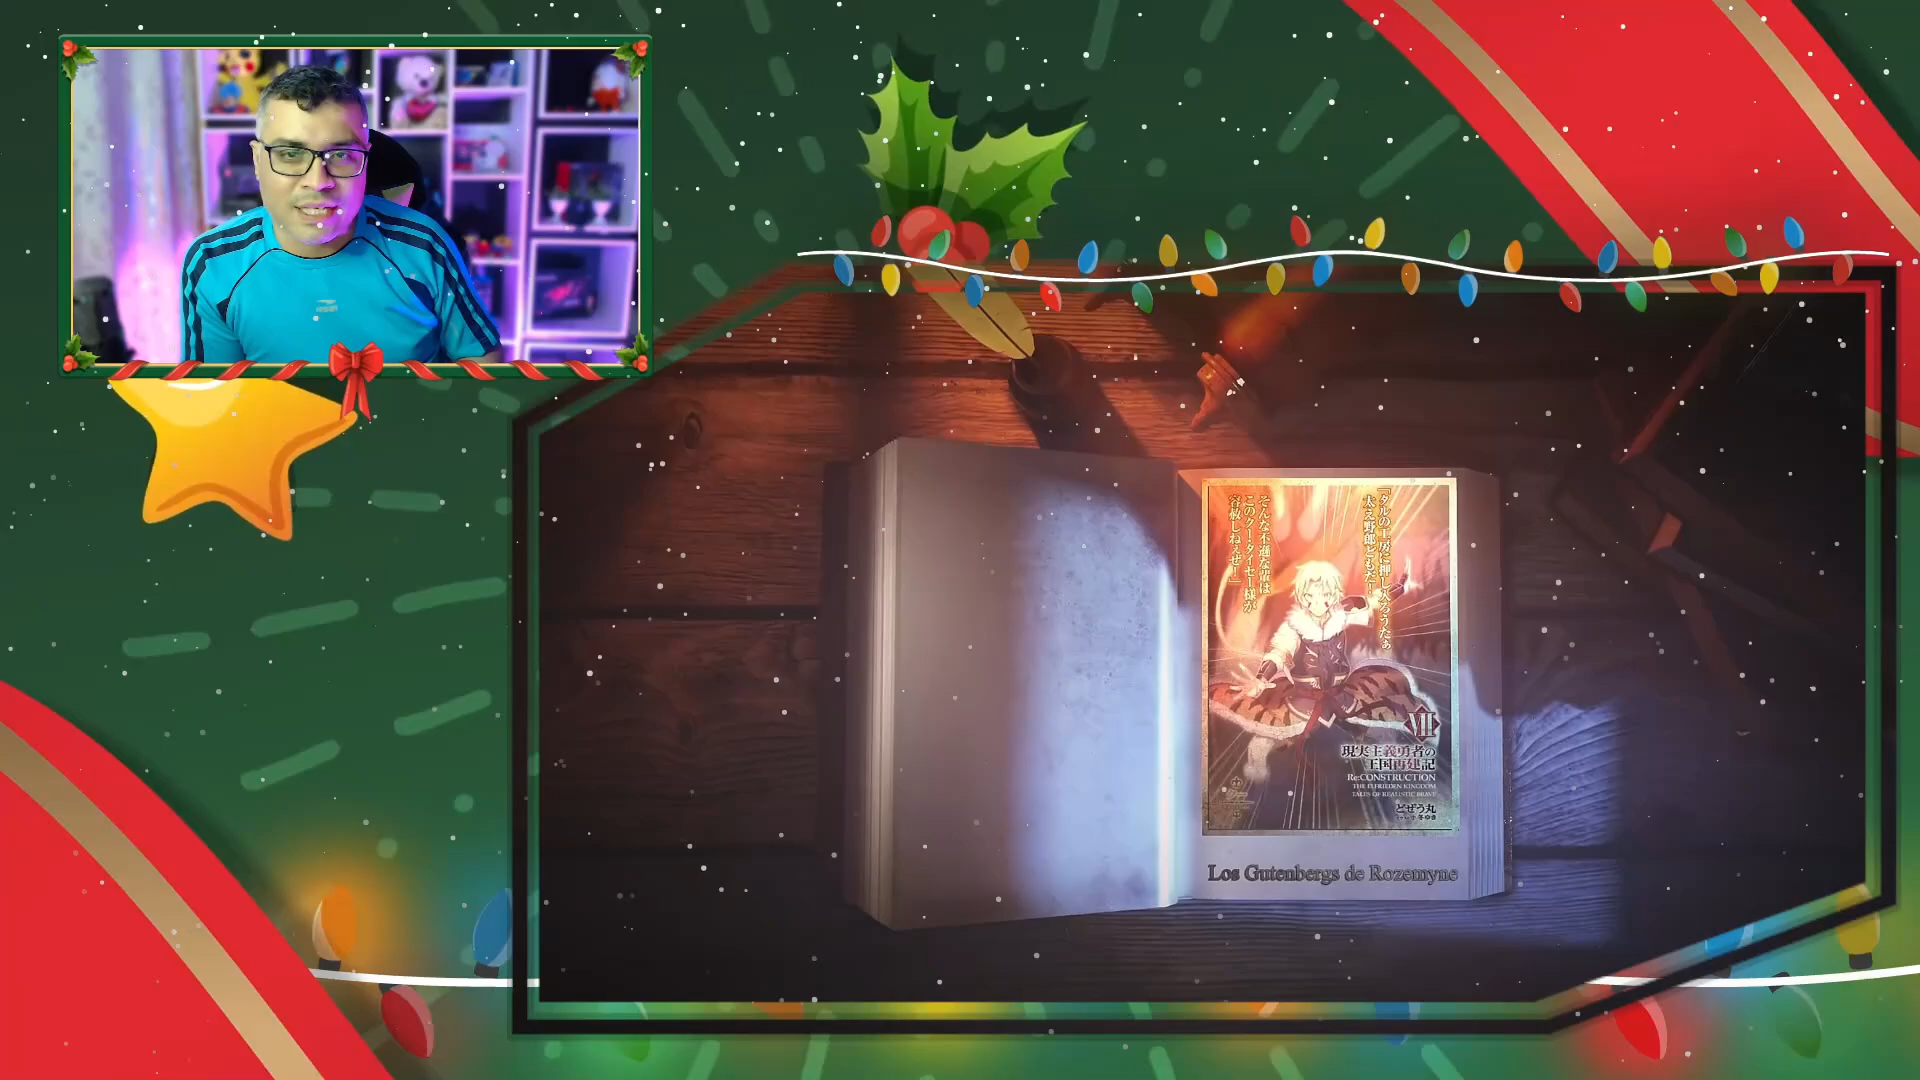 「タルの工房に押し入ろうたぁ
太え野郎どもだ!
そんな不逞な輩は
このクー・タイセー様が
容赦しねぇぜ!」
VII
現実主義勇者の
王国再建記
Re:CONSTRUCTION
THE ELFRIEDEN KINGDOM
TALES OF REALISTIC BRAVE
どぜう丸
Los Gutenbergs de Rozemyne